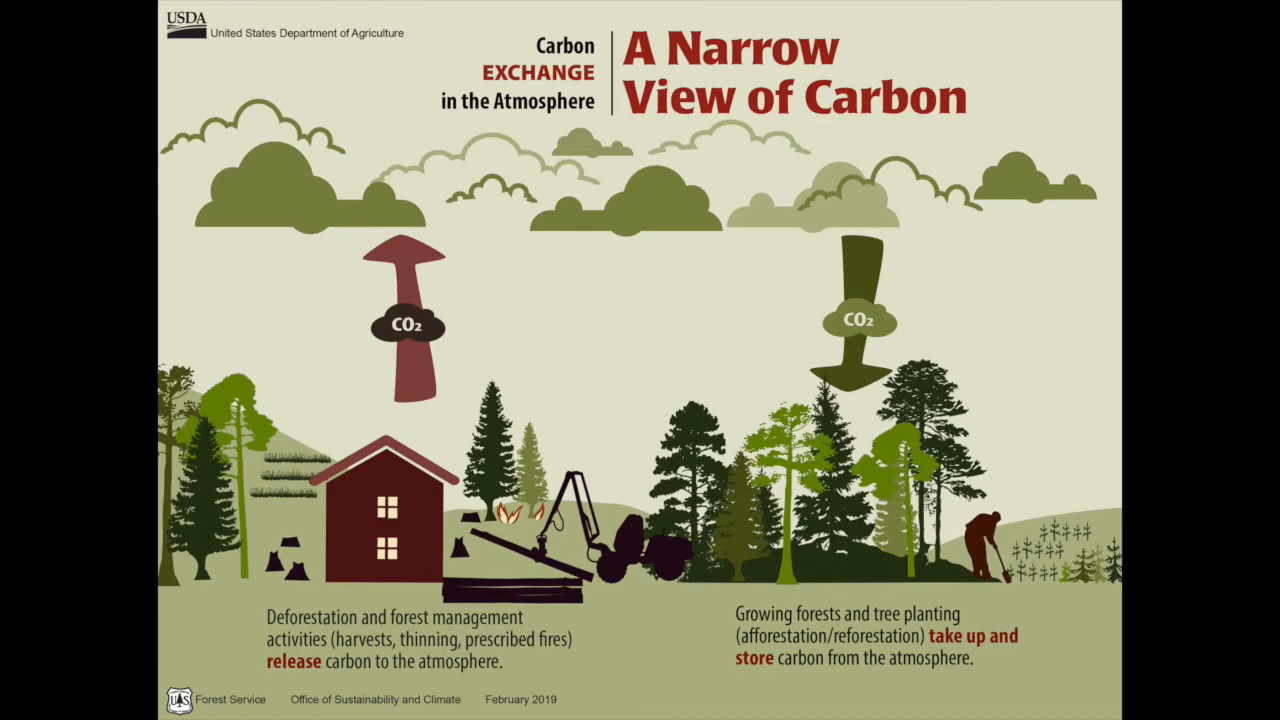 USDA
United States Department of Agriculture
Carbon
EXCHANGE
in the Atmosphere
A Narrow
View of Carbon
CO₂
CO₂
Deforestation and forest management
activities (harvests, thinning, prescribed fires)
release carbon to the atmosphere.
Growing forests and tree planting
(afforestation/reforestation) take up and
store carbon from the atmosphere.
U S
Forest Service
Office of Sustainability and Climate
February 2019